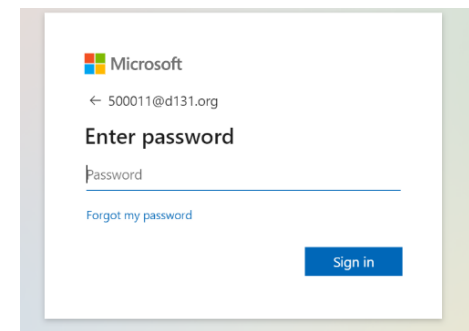 Microsoft
← 500011@d131.org
Enter password
Password
Forgot my password
Sign in